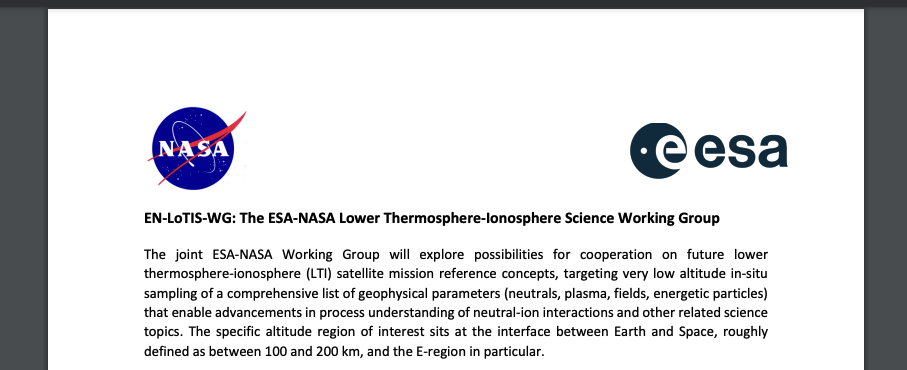 NASA
esa
EN-LoTIS-WG: The ESA-NASA Lower Thermosphere-Ionosphere Science Working Group
The joint ESA-NASA Working Group will explore possibilities for cooperation on future lower
thermosphere-ionosphere (LTI) satellite mission reference concepts, targeting very low altitude in-situ
sampling of a comprehensive list of geophysical parameters (neutrals, plasma, fields, energetic particles)
that enable advancements in process understanding of neutral-ion interactions and other related science
topics. The specific altitude region of interest sits at the interface between Earth and Space, roughly
defined as between 100 and 200 km, and the E-region in particular.